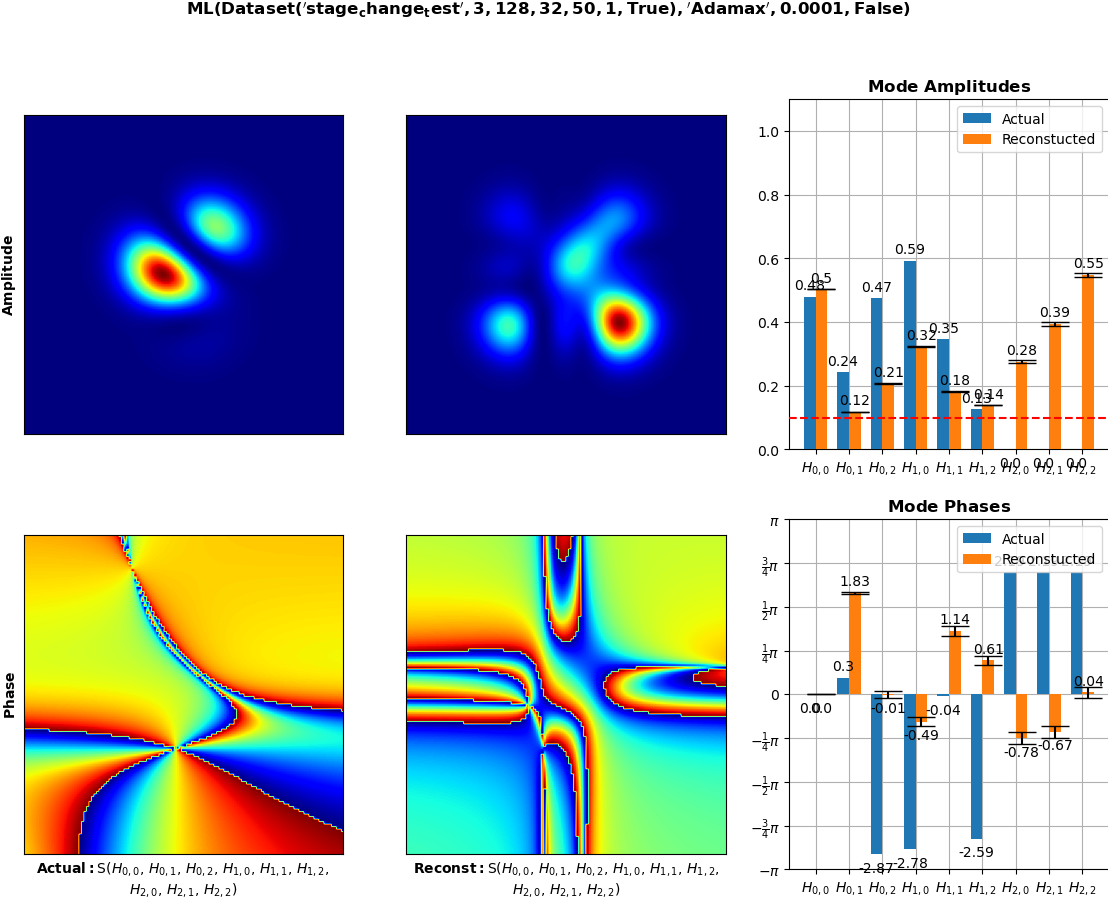 ML(Dataset('stage_change_test', 3, 128, 32, 50, 1, True), 'Adamax', 0.0001, False)
Amplitude
Mode Amplitudes
Actual
Reconstucted
1.0
0.8
0.6
0.4
0.2
0.0
0.48
0.5
0.24
0.12
0.47
0.21
0.59
0.32
0.35
0.18
0.13
0.14
0.28
0.39
0.55
0.0
0.0
0.0
H0,0 H0,1 H0,2 H1,0 H1,1 H1,2 H2,0 H2,1 H2,2
Phase
Mode Phases
Actual
Reconstucted
π
3/4π
1/2π
1/4π
0
−1/4π
−1/2π
−3/4π
−π
0.0
0.3
1.83
-2.87
-0.01
-2.78
-0.49
-0.04
1.14
-2.59
0.61
-0.78
-0.67
0.04
H0,0 H0,1 H0,2 H1,0 H1,1 H1,2 H2,0 H2,1 H2,2
Actual: S(H0,0, H0,1, H0,2, H1,0, H1,1, H1,2,
H2,0, H2,1, H2,2)
Reconst: S(H0,0, H0,1, H0,2, H1,0, H1,1, H1,2,
H2,0, H2,1, H2,2)